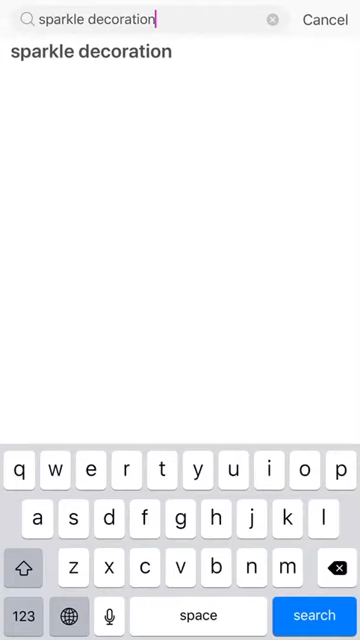 sparkle decoration
Cancel
sparkle decoration
q w e r t y u i o p
a s d f g h j k l
z x c v b n m
123
space
search